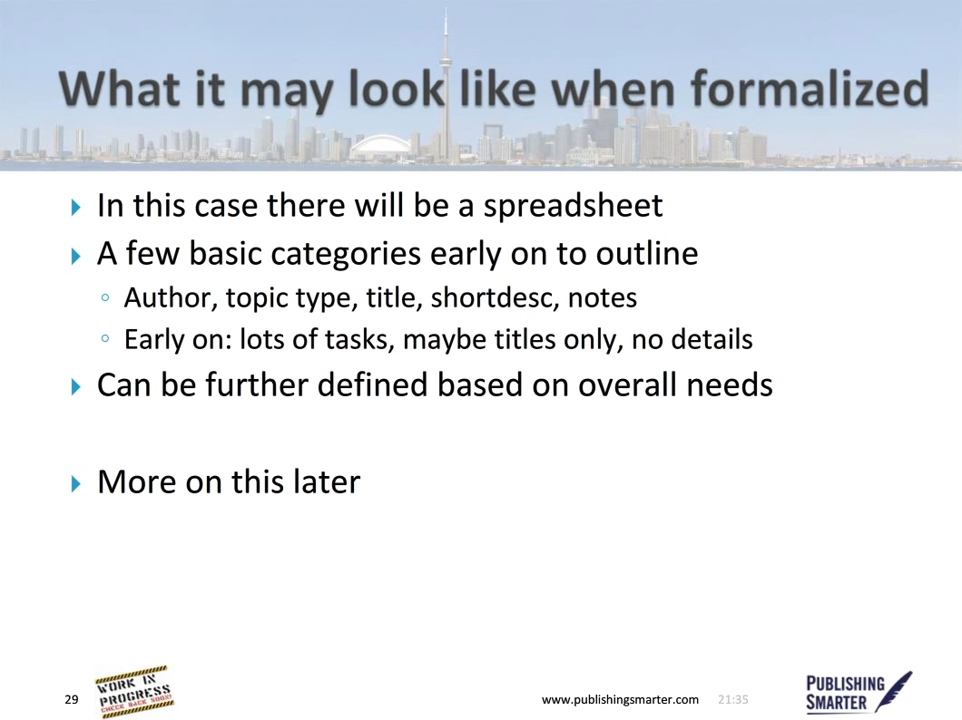 What it may look like when formalized
In this case there will be a spreadsheet
A few basic categories early on to outline
Author, topic type, title, shortdesc, notes
Early on: lots of tasks, maybe titles only, no details
Can be further defined based on overall needs
More on this later
29
WORK IN
PROGRESS
CHECK BACK SOON!
www.publishingsmarter.com
21:35
PUBLISHING
SMARTER